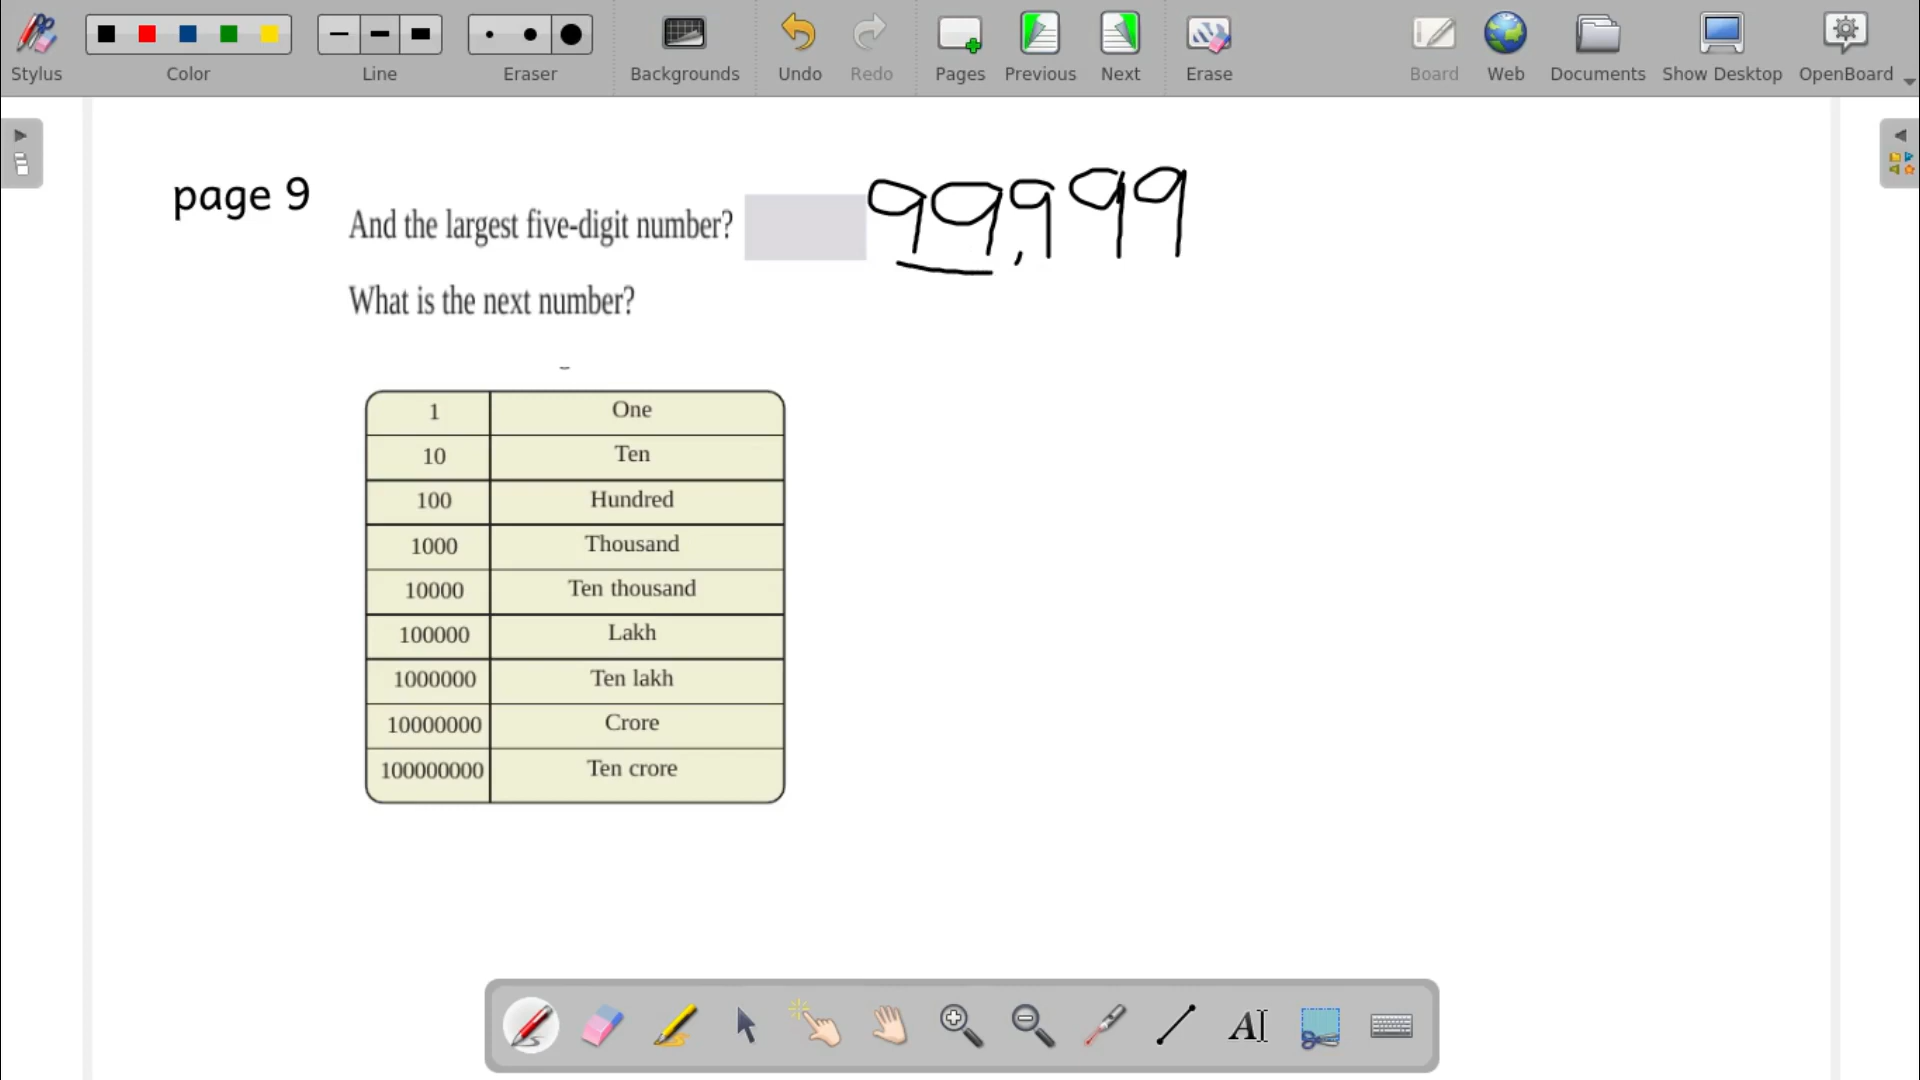 Stylus
Color
Line
Eraser
Backgrounds
Undo
Redo
Pages
Previous
Next
Erase
Board
Web
Documents
Show Desktop
OpenBoard
page 9
And the largest five-digit number? 99,999
What is the next number?
1 One
10 Ten
100 Hundred
1000 Thousand
10000 Ten thousand
100000 Lakh
1000000 Ten lakh
10000000 Crore
100000000 Ten crore
AI